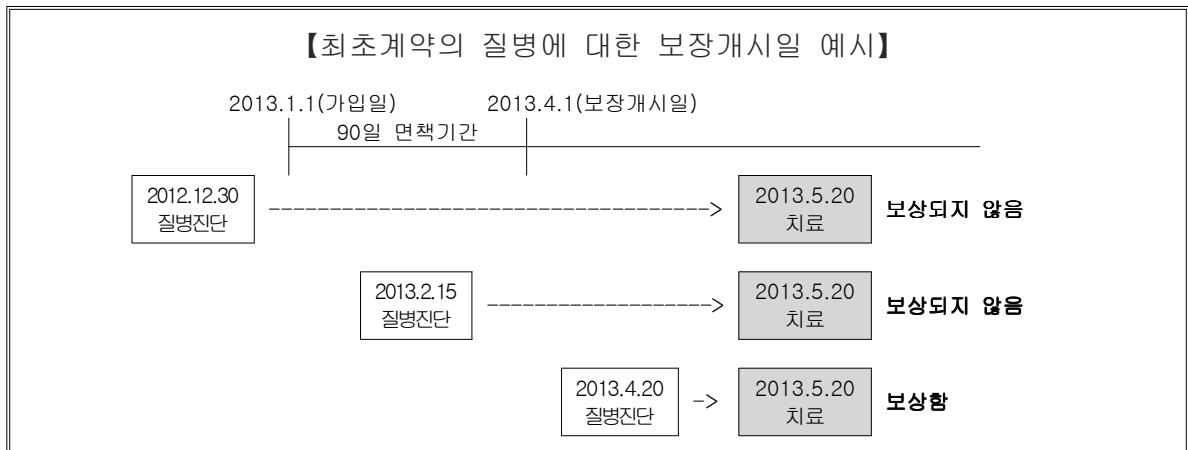 【최초계약의 질병에 대한 보장개시일 예시】
2013.1.1(가입일) 2013.4.1(보장개시일)
90일 면책기간
2012.12.30
질병진단
2013.5.20
치료
보상되지 않음
2013.2.15
질병진단
2013.5.20
치료
보상되지 않음
2013.4.20
질병진단
2013.5.20
치료
보상함